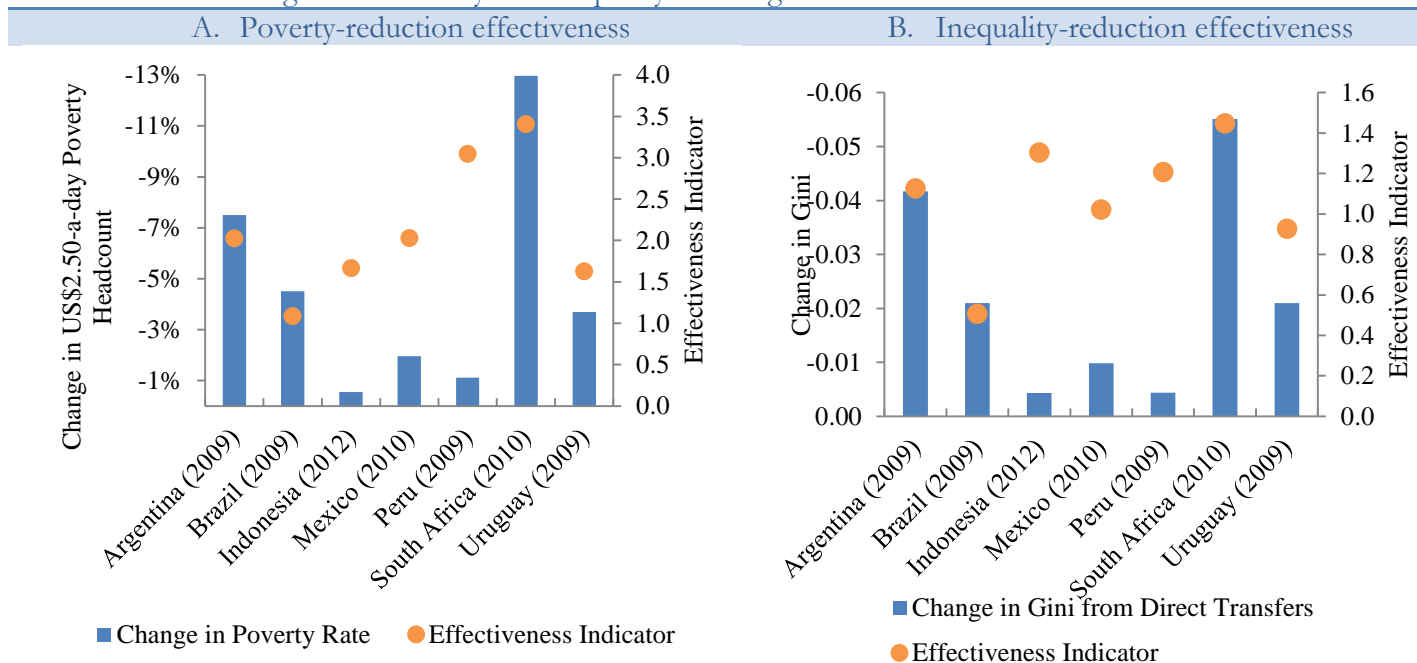 A. Poverty-reduction effectiveness
B. Inequality-reduction effectiveness
Change in US$2.50-a-day Poverty
Headcount
-13%
-11%
-9%
-7%
-5%
-3%
-1%
4.0
3.5
3.0
2.5
2.0
1.5
1.0
0.5
0.0
Effectiveness Indicator
Argentina (2009)
Brazil (2009)
Indonesia (2012)
Mexico (2010)
Peru (2009)
South Africa (2010)
Uruguay (2009)
Change in Poverty Rate
Effectiveness Indicator
Change in Gini
-0.06
-0.05
-0.04
-0.03
-0.02
-0.01
0.00
1.6
1.4
1.2
1.0
0.8
0.6
0.4
0.2
0.0
Effectiveness Indicator
Argentina (2009)
Brazil (2009)
Indonesia (2012)
Mexico (2010)
Peru (2009)
South Africa (2010)
Uruguay (2009)
Change in Gini from Direct Transfers
Effectiveness Indicator